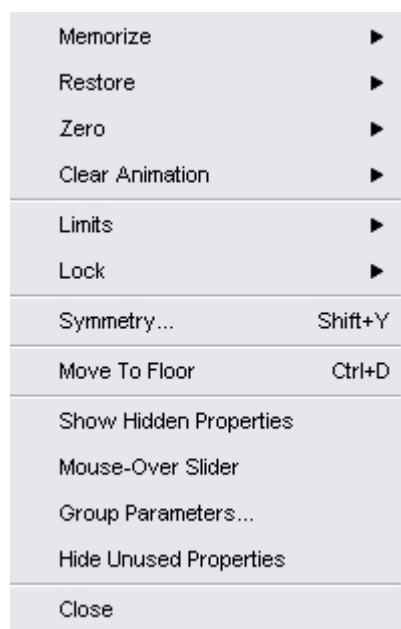 Memorize
Restore
Zero
Clear Animation
Limits
Lock
Symmetry... Shift+Y
Move To Floor Ctrl+D
Show Hidden Properties
Mouse-Over Slider
Group Parameters...
Hide Unused Properties
Close